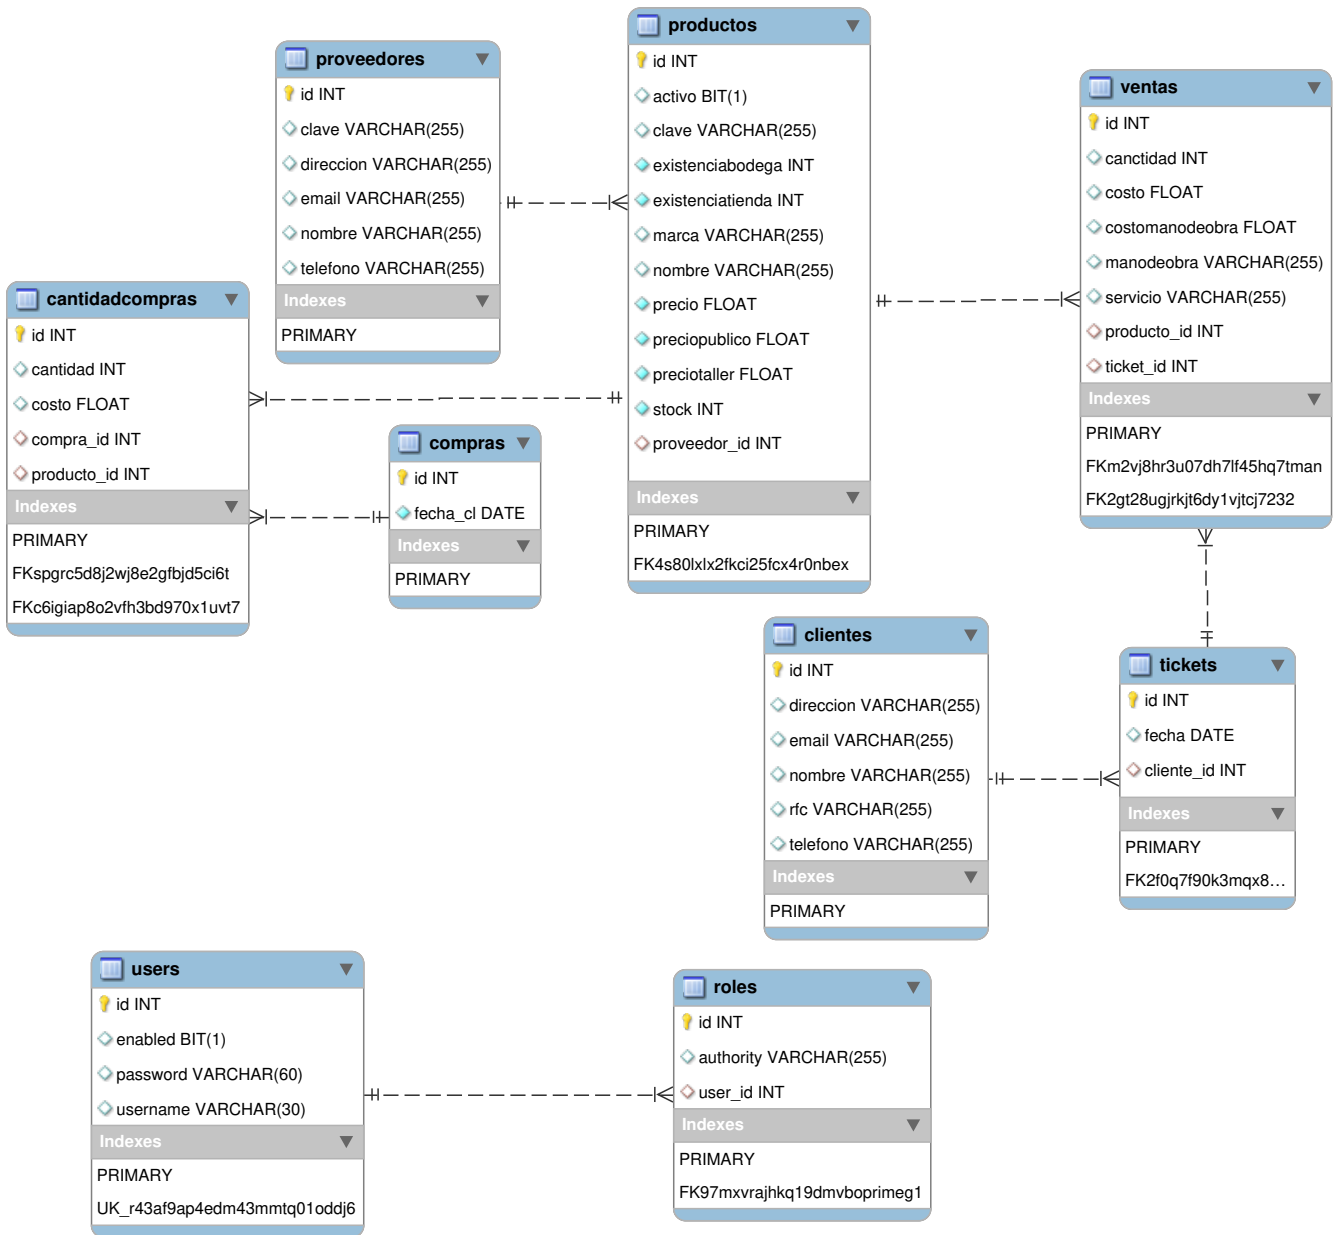 proveedores
id INT
clave VARCHAR(255)
direccion VARCHAR(255)
email VARCHAR(255)
nombre VARCHAR(255)
telefono VARCHAR(255)
Indexes
PRIMARY
productos
id INT
activo BIT(1)
clave VARCHAR(255)
existenciabodega INT
existenciatienda INT
marca VARCHAR(255)
nombre VARCHAR(255)
precio FLOAT
preciopublico FLOAT
preciotaller FLOAT
stock INT
proveedor_id INT
Indexes
PRIMARY
FK4s80lxlx2fkci25fcx4r0nbex
ventas
id INT
canctidad INT
costo FLOAT
costomanodeobra FLOAT
manodeobra VARCHAR(255)
servicio VARCHAR(255)
producto_id INT
ticket_id INT
Indexes
PRIMARY
FKm2vj8hr3u07dh7lf45hq7tman
FK2gt28ugjrkjt6dy1vjtcj7232
cantidadcompras
id INT
cantidad INT
costo FLOAT
compra_id INT
producto_id INT
Indexes
PRIMARY
FKspgrc5d8j2wj8e2gfbjd5ci6t
FKc6igiap8o2vfh3bd970x1uvt7
compras
id INT
fecha_cl DATE
Indexes
PRIMARY
clientes
id INT
direccion VARCHAR(255)
email VARCHAR(255)
nombre VARCHAR(255)
rfc VARCHAR(255)
telefono VARCHAR(255)
Indexes
PRIMARY
tickets
id INT
fecha DATE
cliente_id INT
Indexes
PRIMARY
FK2f0q7f90k3mqx8...
users
id INT
enabled BIT(1)
password VARCHAR(60)
username VARCHAR(30)
Indexes
PRIMARY
UK_r43af9ap4edm43mmtq01oddj6
roles
id INT
authority VARCHAR(255)
user_id INT
Indexes
PRIMARY
FK97mxvrajhkq19dmvboprimeg1